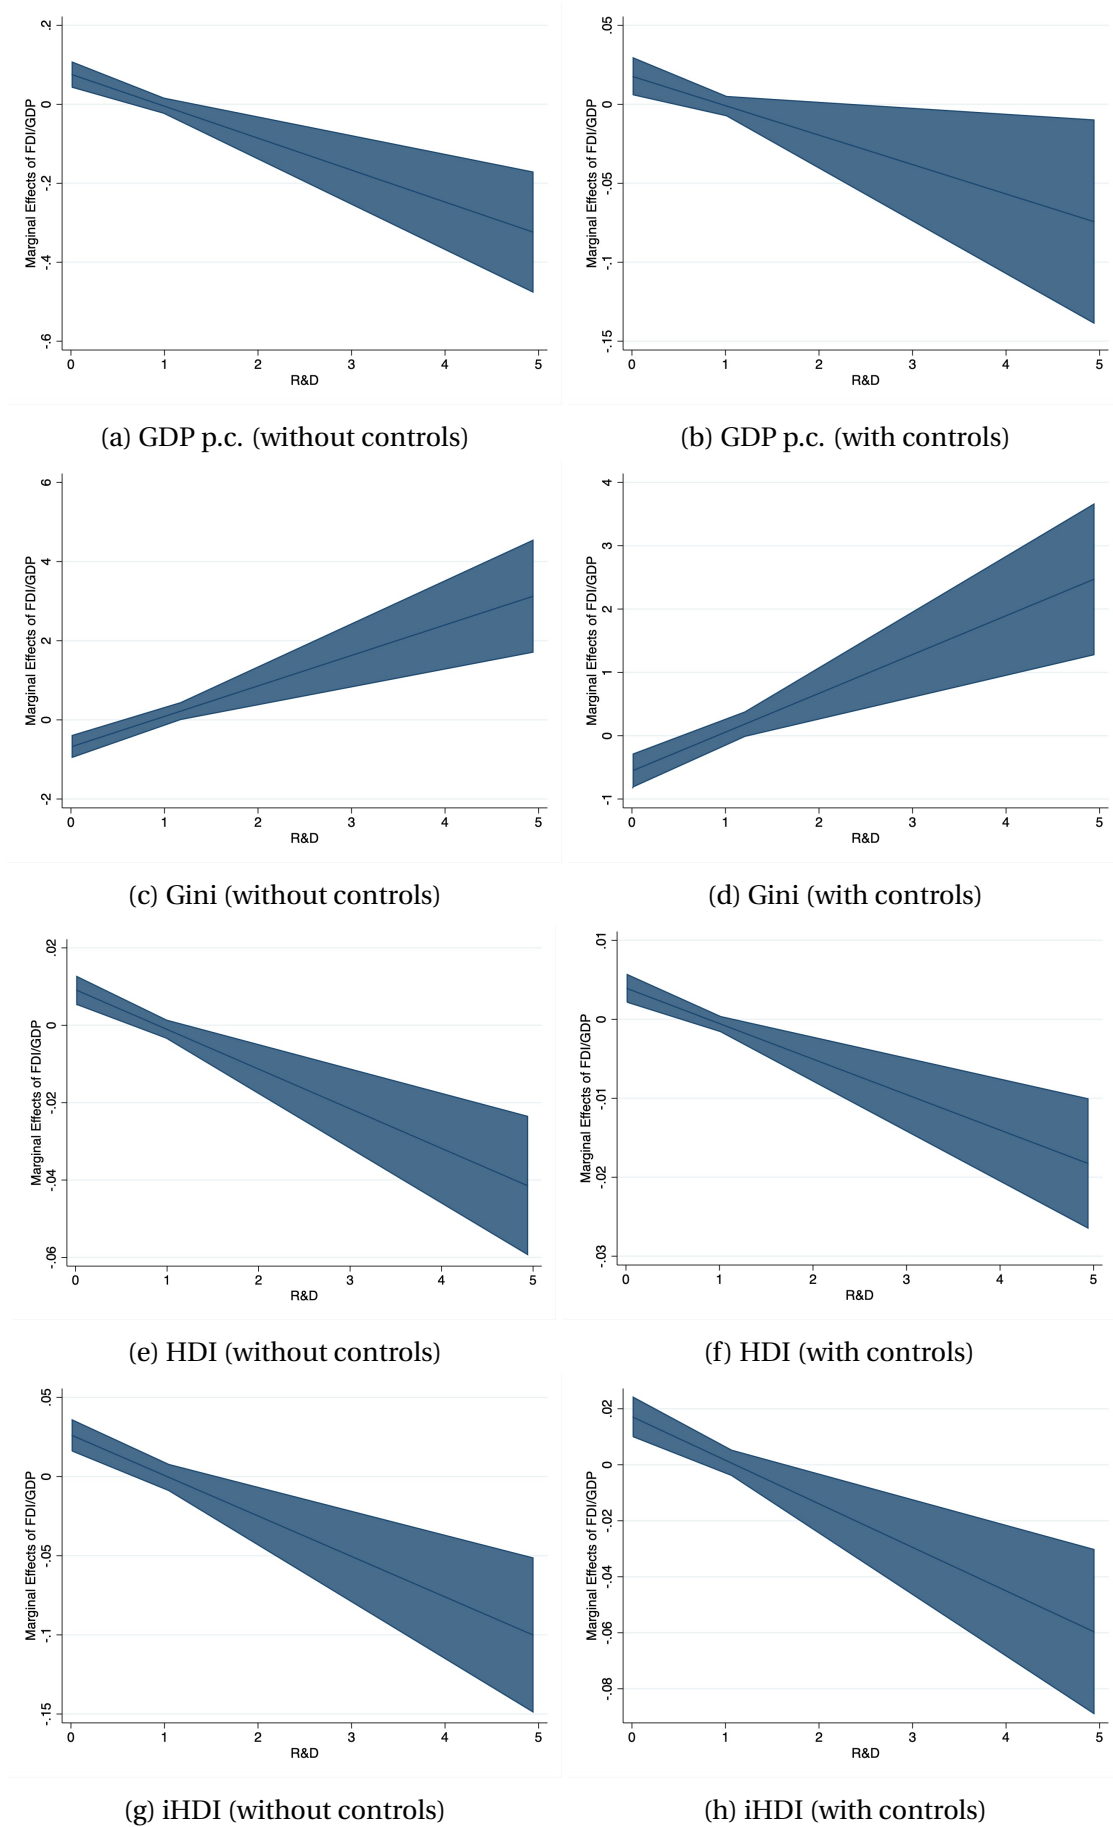 .2
0
-.2
-.4
-.6
Marginal Effects of FDI/GDP
0 1 2 3 4 5
R&D
(a) GDP p.c. (without controls)
.05
0
-.05
-.1
-.15
Marginal Effects of FDI/GDP
0 1 2 3 4 5
R&D
(b) GDP p.c. (with controls)
6
4
2
0
-2
Marginal Effects of FDI/GDP
0 1 2 3 4 5
R&D
(c) Gini (without controls)
4
3
2
1
0
-1
Marginal Effects of FDI/GDP
0 1 2 3 4 5
R&D
(d) Gini (with controls)
.02
0
-.02
-.04
-.06
Marginal Effects of FDI/GDP
0 1 2 3 4 5
R&D
(e) HDI (without controls)
.01
0
-.01
-.02
-.03
Marginal Effects of FDI/GDP
0 1 2 3 4 5
R&D
(f) HDI (with controls)
.05
0
-.05
-.1
-.15
Marginal Effects of FDI/GDP
0 1 2 3 4 5
R&D
(g) iHDI (without controls)
.02
0
-.02
-.04
-.06
-.08
Marginal Effects of FDI/GDP
0 1 2 3 4 5
R&D
(h) iHDI (with controls)